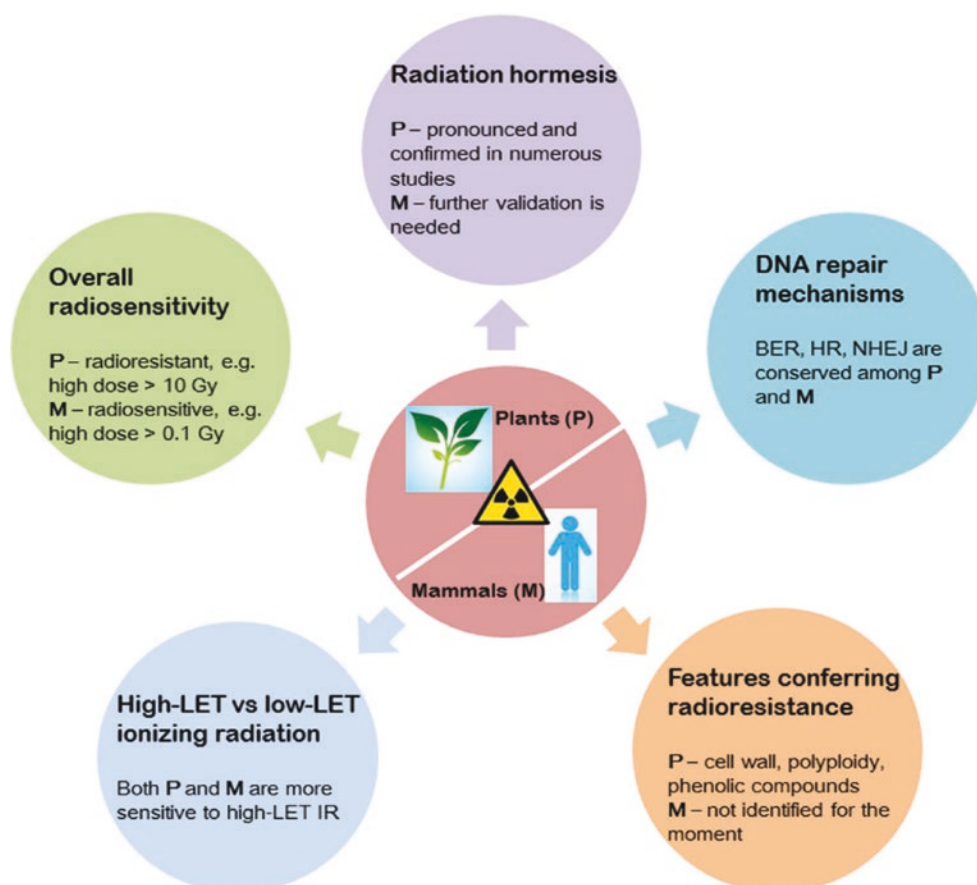 Radiation hormesis
P – pronounced and
confirmed in numerous
studies
M – further validation is
needed
Overall
radiosensitivity
P – radioresistant, e.g.
high dose > 10 Gy
M – radiosensitive, e.g.
high dose > 0.1 Gy
DNA repair
mechanisms
BER, HR, NHEJ are
conserved among P
and M
Plants (P)
Mammals (M)
High-LET vs low-LET
ionizing radiation
Both P and M are more
sensitive to high-LET IR
Features conferring
radioresistance
P – cell wall, polyploidy,
phenolic compounds
M – not identified for the
moment